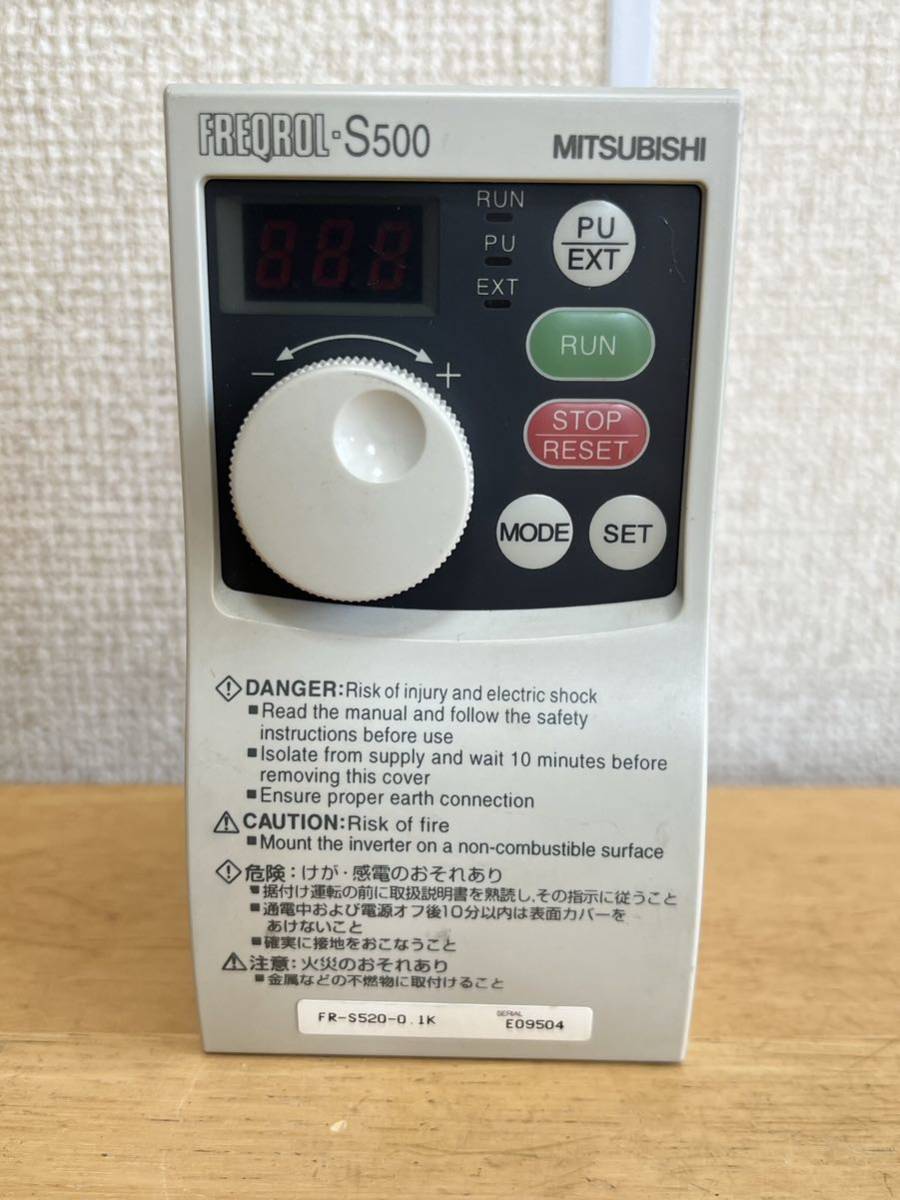 FREQROL-S500
MITSUBISHI
888
RUN
PU
EXT
PU
EXT
RUN
− +
STOP
RESET
MODE
SET
DANGER:Risk of injury and electric shock
■Read the manual and follow the safety
instructions before use
■Isolate from supply and wait 10 minutes before
removing this cover
■Ensure proper earth connection
CAUTION:Risk of fire
■Mount the inverter on a non-combustible surface
危険：けが・感電のおそれあり
■据付け運転の前に取扱説明書を熟読し,その指示に従うこと
■通電中および電源オフ後10分以内は表面カバーを
あけないこと
■確実に接地をおこなうこと
注意：火災のおそれあり
■金属などの不燃物に取付けること
FR-S520-0.1K
SERIAL
E09504